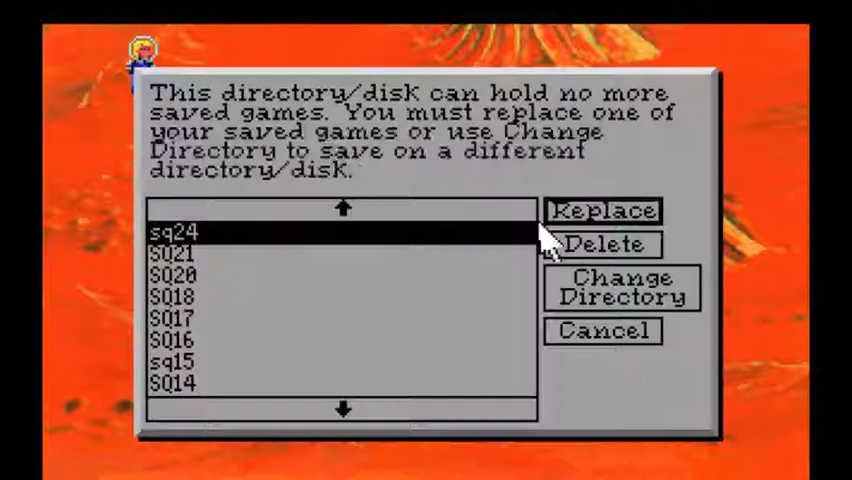 This directory/disk can hold no more
saved games. You must replace one of
your saved games or use Change
Directory to save on a different
directory/disk.
Replace
sq24
Delete
SQ21
SQ20
Change
Directory
SQ18
SQ17
Cancel
SQ16
sq15
SQ14